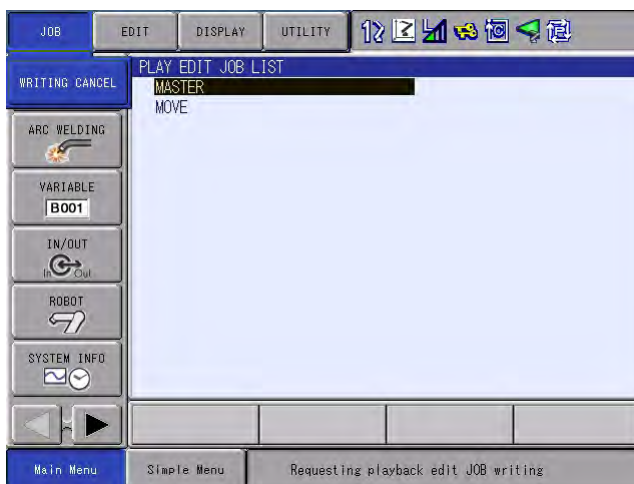 JOB EDIT DISPLAY UTILITY
WRITING CANCEL
PLAY EDIT JOB LIST
MASTER
MOVE
ARC WELDING
VARIABLE
B001
IN/OUT
In Out
ROBOT
SYSTEM INFO
Main Menu Simple Menu Requesting playback edit JOB writing